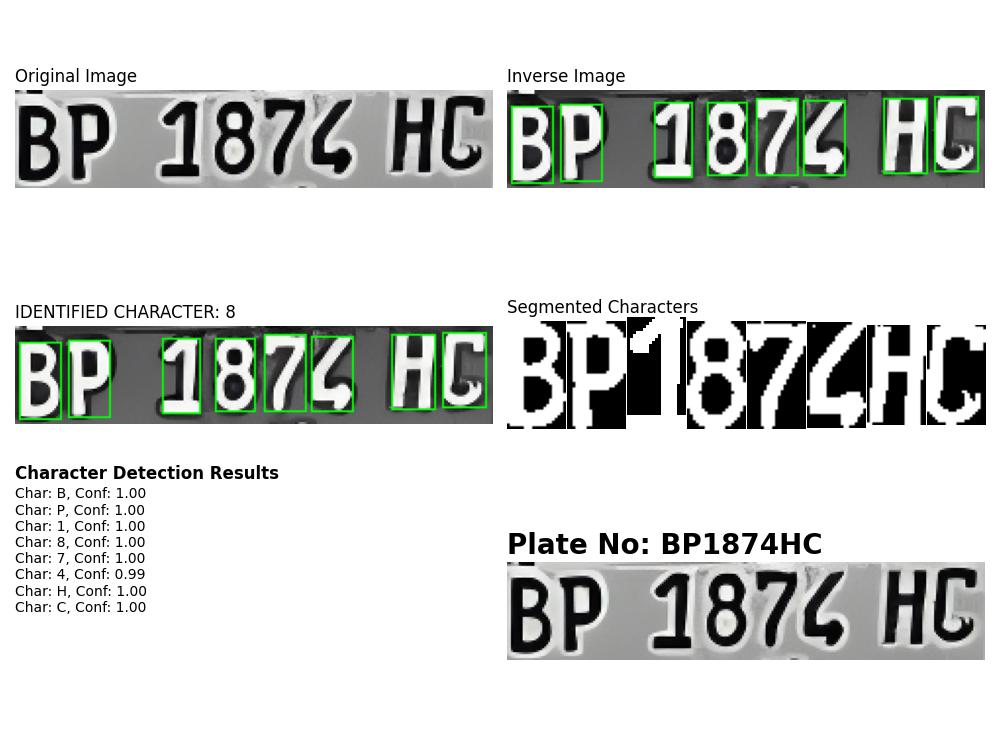 Original Image
BP 1874 HC
Inverse Image
BP 1874 HC
IDENTIFIED CHARACTER: 8
BP 1874 HC
Segmented Characters
BP1874HC
Character Detection Results
Char: B, Conf: 1.00
Char: P, Conf: 1.00
Char: 1, Conf: 1.00
Char: 8, Conf: 1.00
Char: 7, Conf: 1.00
Char: 4, Conf: 0.99
Char: H, Conf: 1.00
Char: C, Conf: 1.00
Plate No: BP1874HC
BP 1874 HC